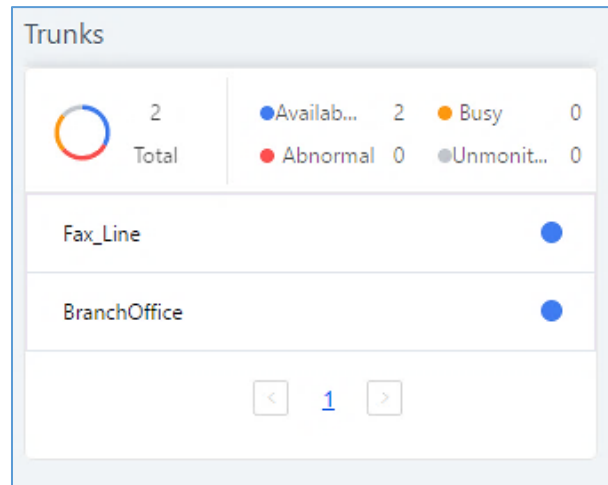 Trunks
2 Availab... 2 Busy 0
Total Abnormal 0 Unmonit... 0
Fax_Line
BranchOffice
< 1 >